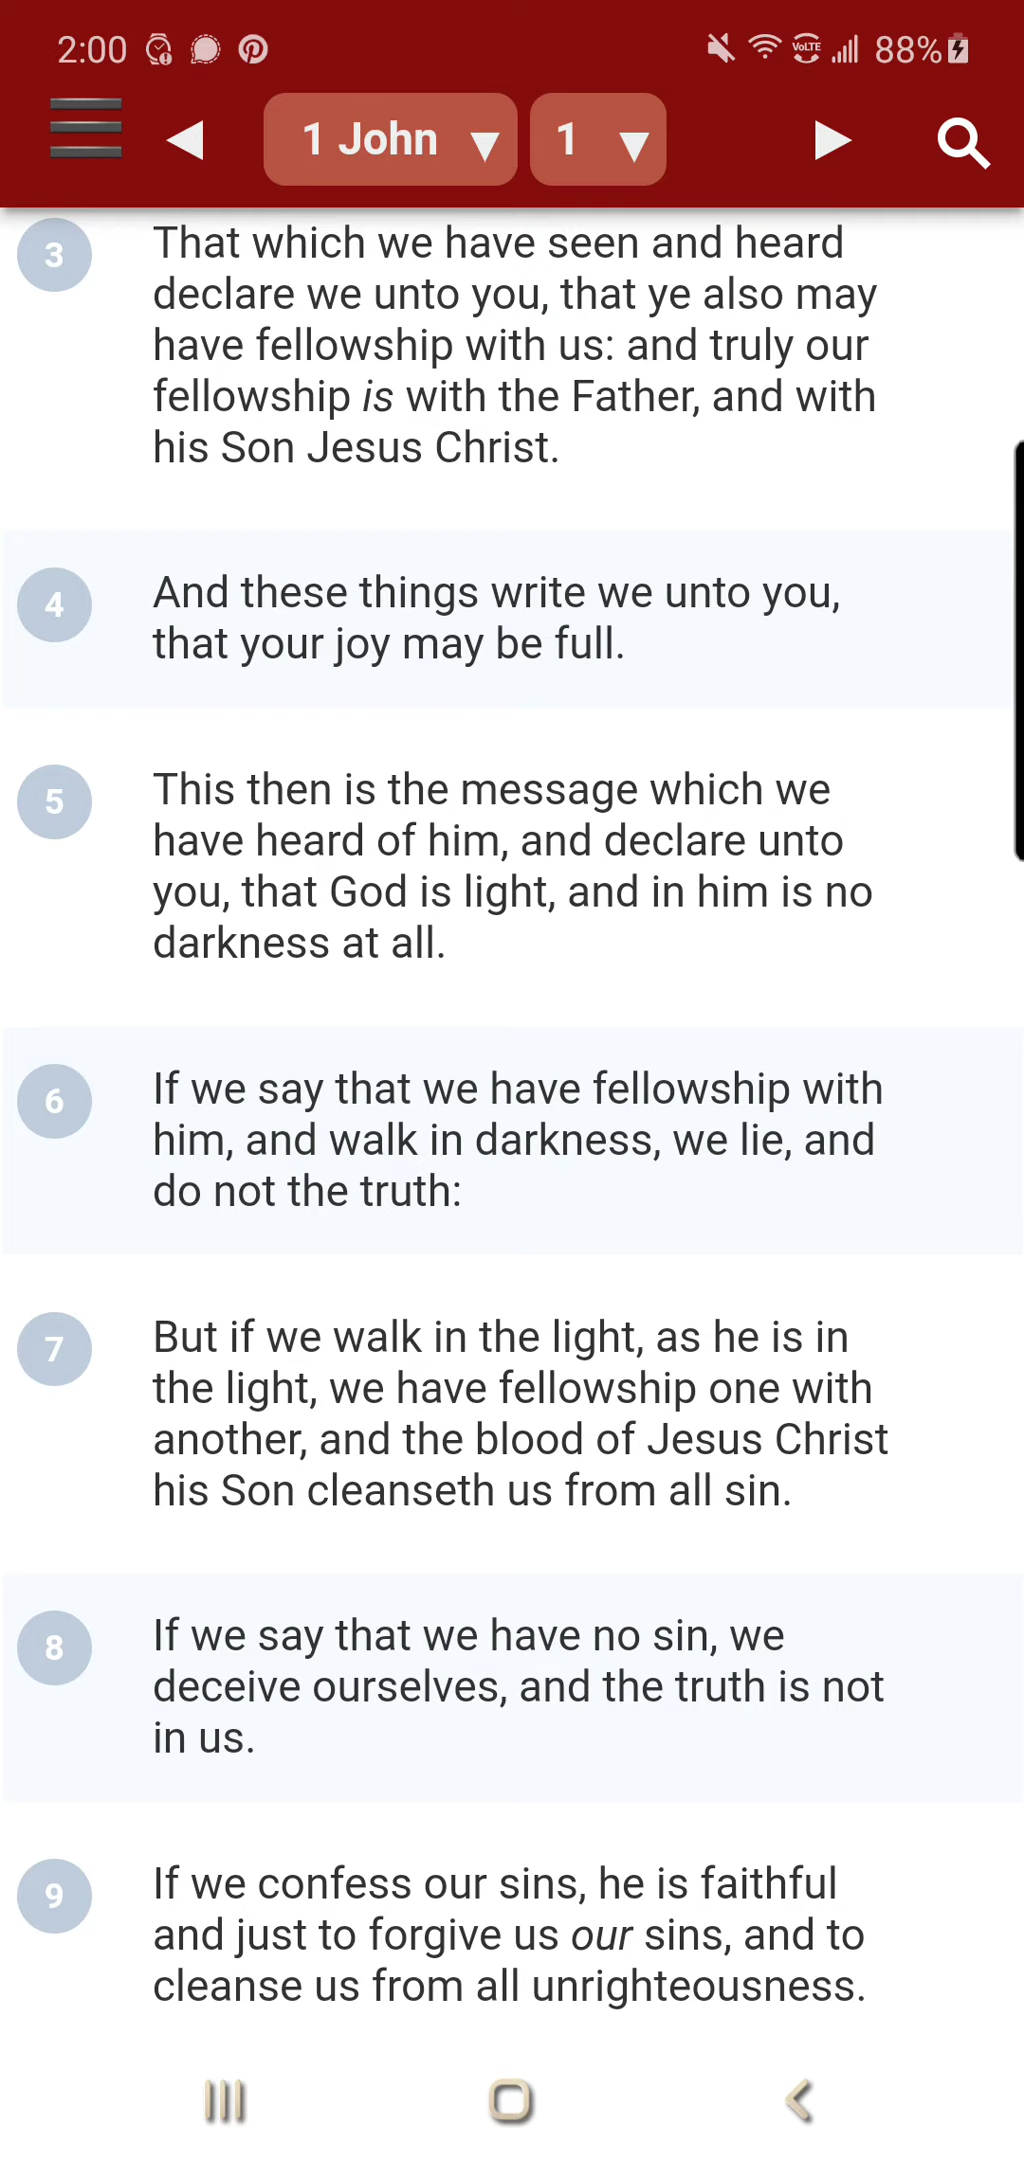 2:00 VoLTE 88%
1 John ▼ 1 ▼
3 That which we have seen and heard
declare we unto you, that ye also may
have fellowship with us: and truly our
fellowship is with the Father, and with
his Son Jesus Christ.
4 And these things write we unto you,
that your joy may be full.
5 This then is the message which we
have heard of him, and declare unto
you, that God is light, and in him is no
darkness at all.
6 If we say that we have fellowship with
him, and walk in darkness, we lie, and
do not the truth:
7 But if we walk in the light, as he is in
the light, we have fellowship one with
another, and the blood of Jesus Christ
his Son cleanseth us from all sin.
8 If we say that we have no sin, we
deceive ourselves, and the truth is not
in us.
9 If we confess our sins, he is faithful
and just to forgive us our sins, and to
cleanse us from all unrighteousness.